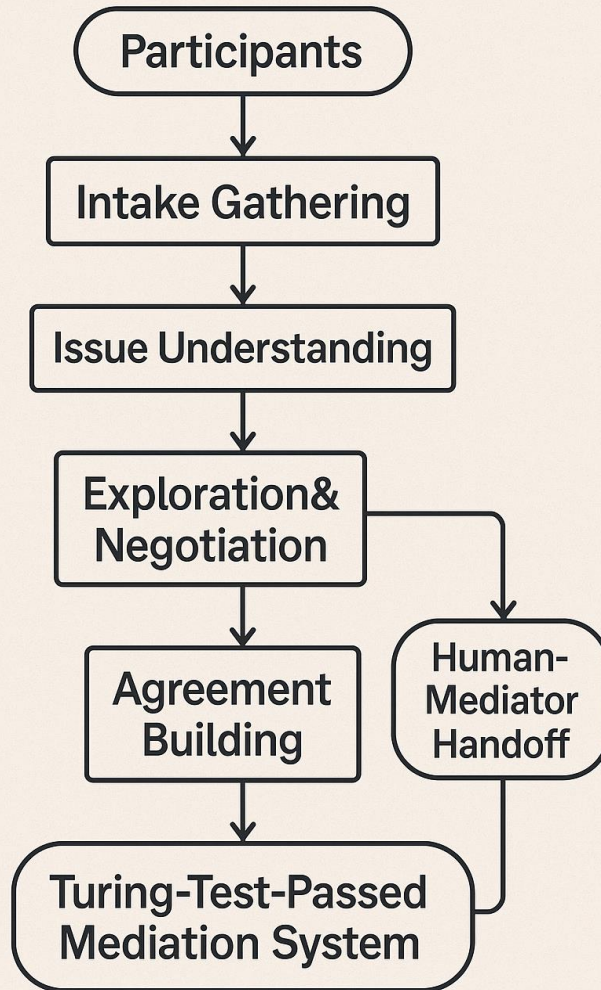 Participants
Intake Gathering
Issue Understanding
Exploration&
Negotiation
Agreement
Building
Human-
Mediator
Handoff
Turing-Test-Passed
Mediation System